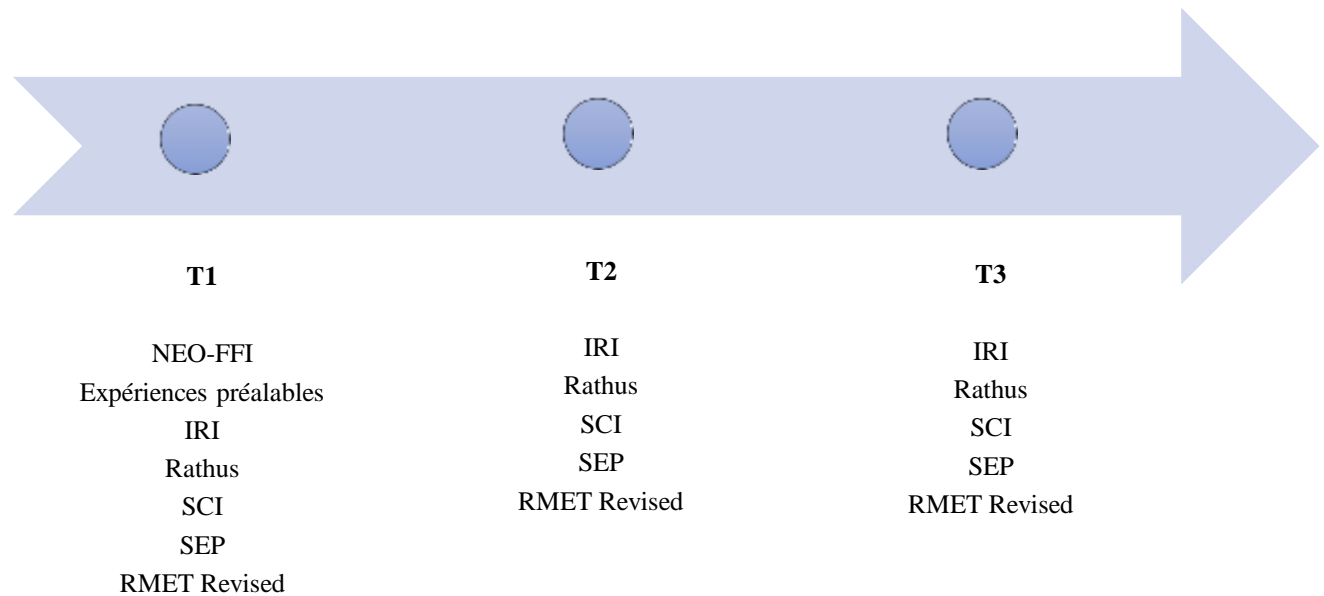 T1
NEO-FFI
Expériences préalables
IRI
Rathus
SCI
SEP
RMET Revised
T2
IRI
Rathus
SCI
SEP
RMET Revised
T3
IRI
Rathus
SCI
SEP
RMET Revised